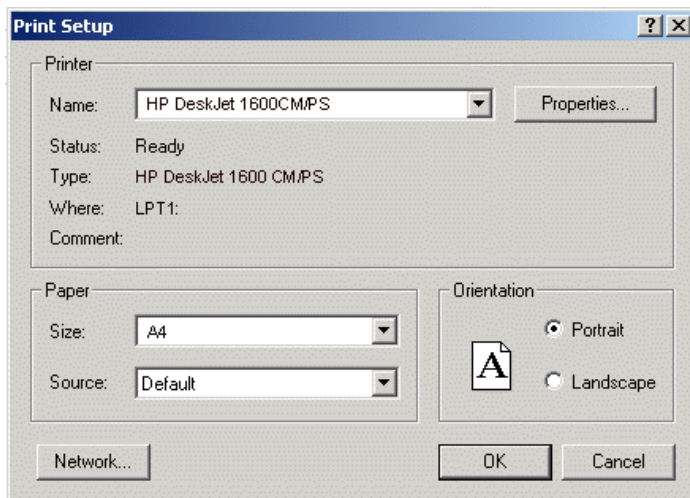 Print Setup
Printer
Name: HP DeskJet 1600CM/PS Properties...
Status: Ready
Type: HP DeskJet 1600 CM/PS
Where: LPT1:
Comment:
Paper
Size: A4
Source: Default
Orientation
A
Portrait
Landscape
Network... OK Cancel